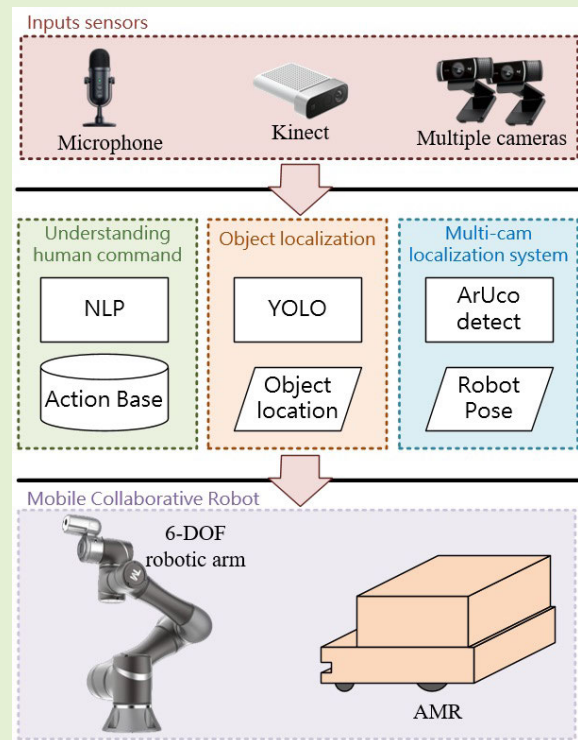 Inputs sensors
Microphone
Kinect
Multiple cameras
Understanding
human command
NLP
Action Base
Object localization
YOLO
Object
location
Multi-cam
localization system
ArUco
detect
Robot
Pose
Mobile Collaborative Robot
6-DOF
robotic arm
AMR